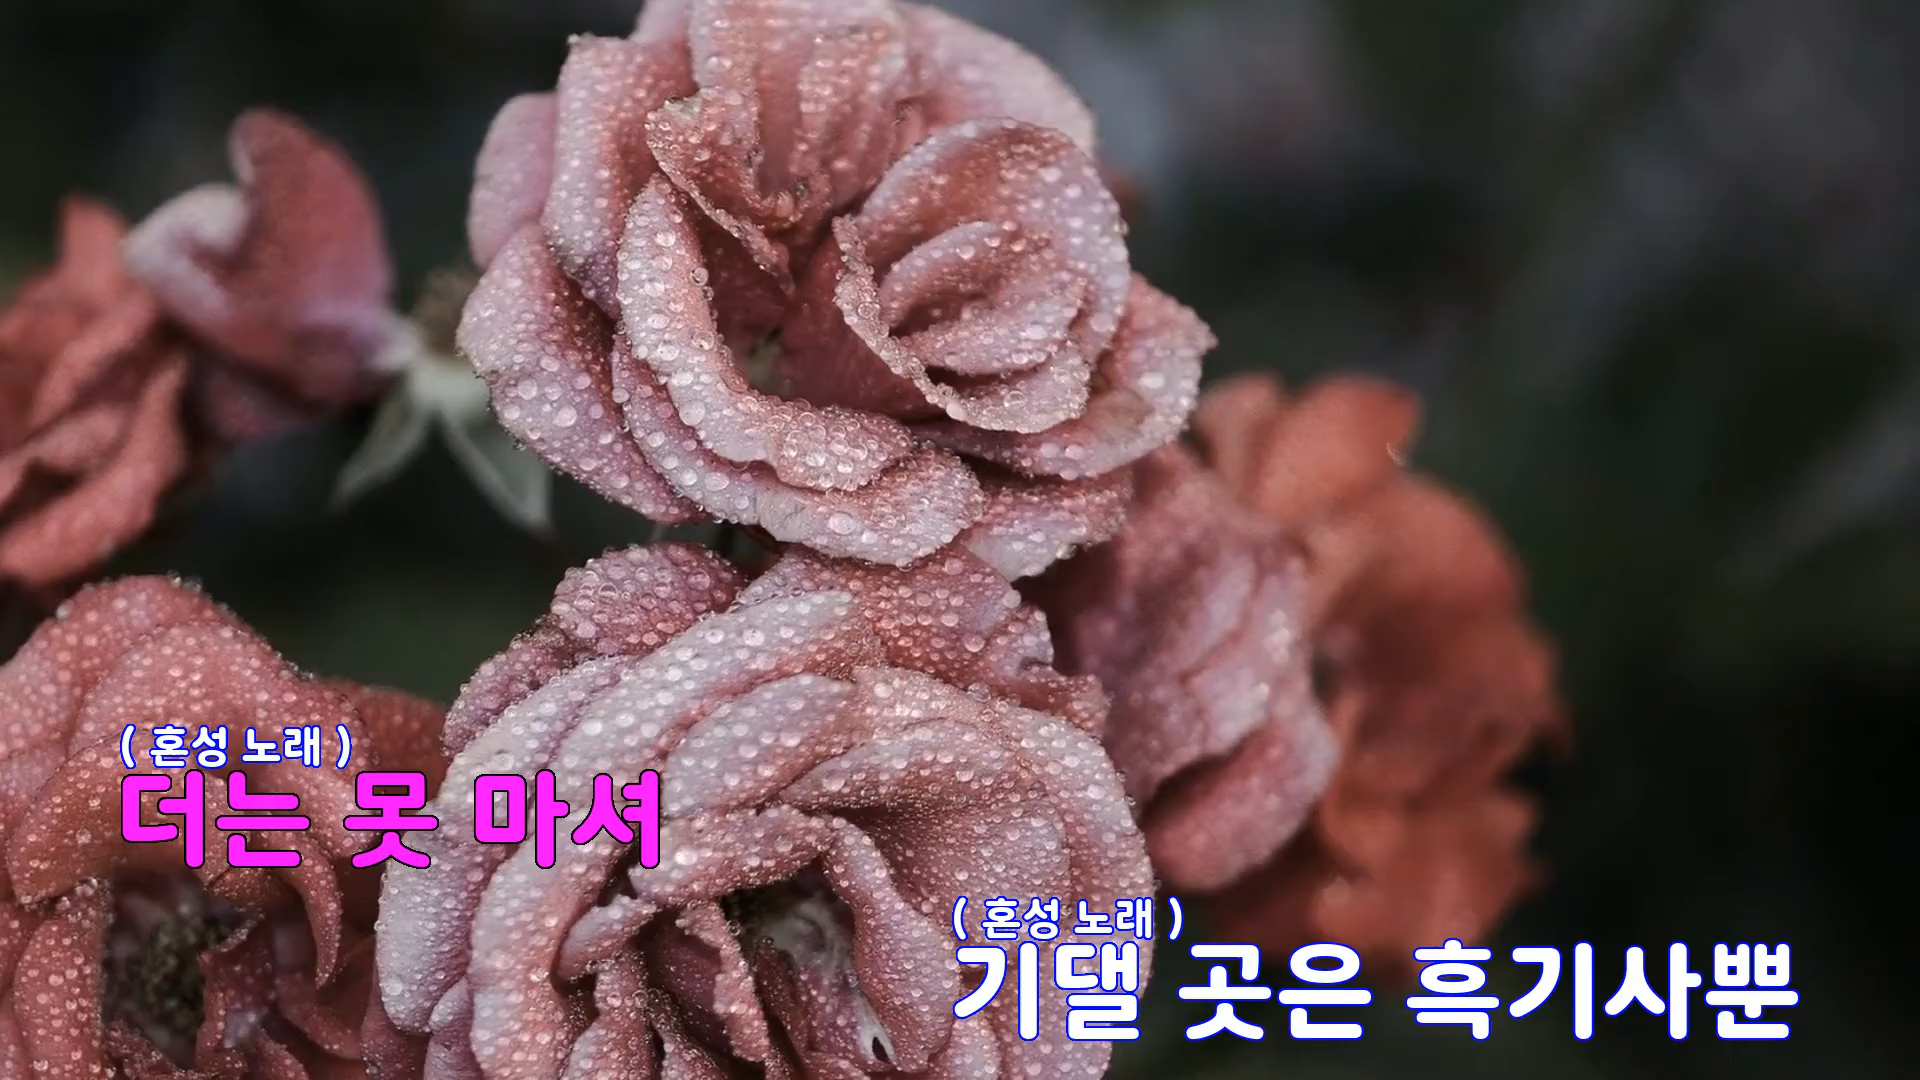 ( 혼성 노래 )
더는 못 마셔
( 혼성 노래 )
기댈 곳은 흑기사뿐